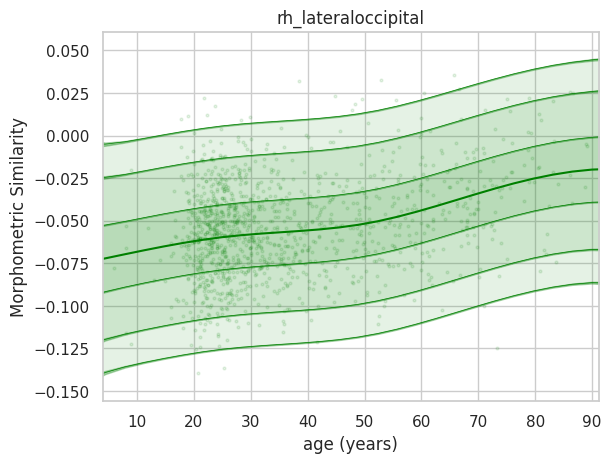 rh_lateraloccipital
Morphometric Similarity
0.050
0.025
0.000
−0.025
−0.050
−0.075
−0.100
−0.125
−0.150
10 20 30 40 50 60 70 80 90
age (years)